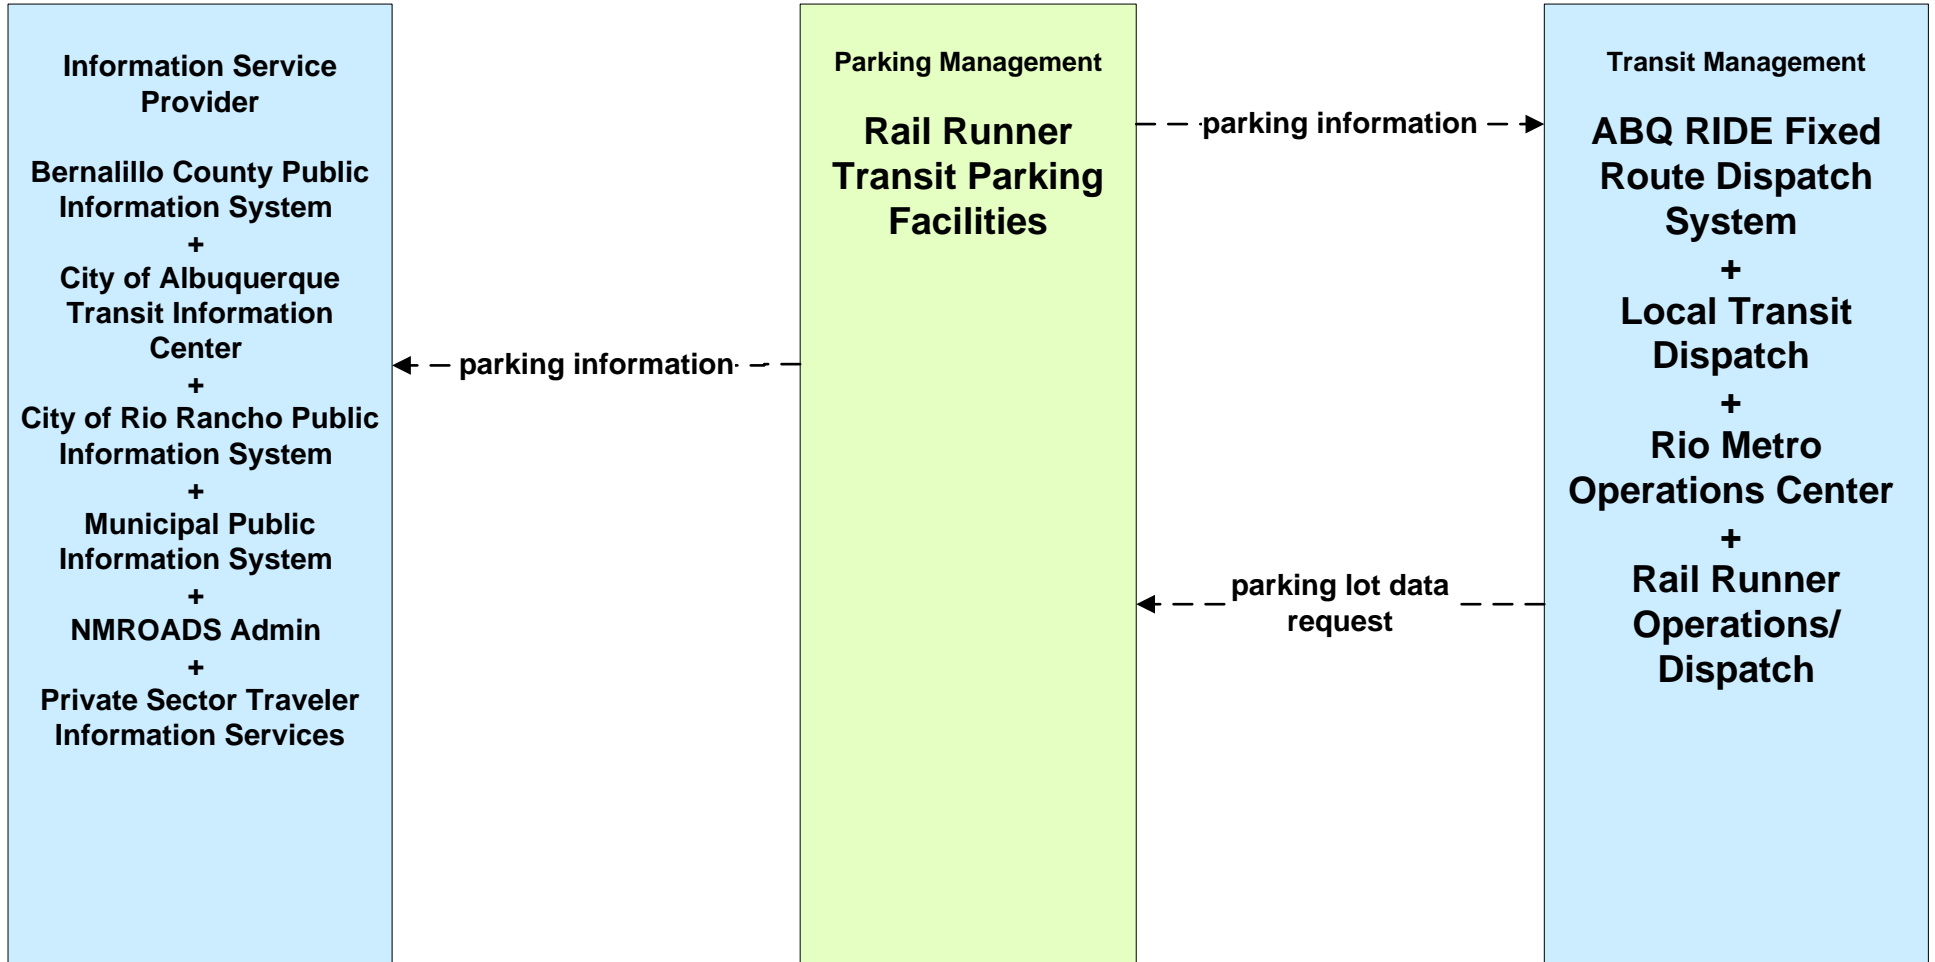 Information Service
Provider
Bernalillo County Public
Information System
+
City of Albuquerque
Transit Information
Center
+
City of Rio Rancho Public
Information System
+
Municipal Public
Information System
+
NMROADS Admin
+
Private Sector Traveler
Information Services
parking information
Parking Management
Rail Runner
Transit Parking
Facilities
parking information
parking lot data
request
Transit Management
ABQ RIDE Fixed
Route Dispatch
System
+
Local Transit
Dispatch
+
Rio Metro
Operations Center
+
Rail Runner
Operations/
Dispatch